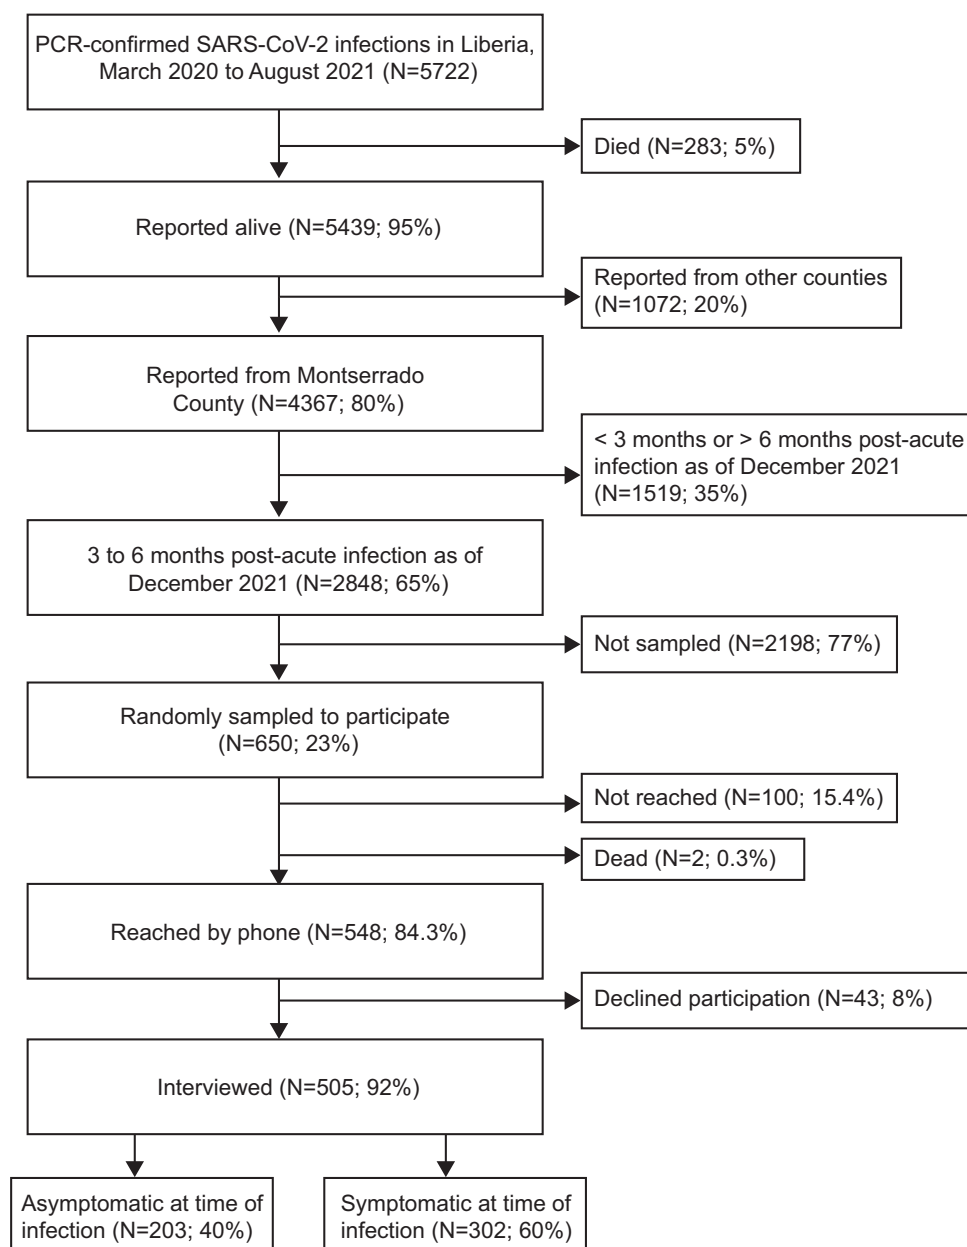 PCR-confirmed SARS-CoV-2 infections in Liberia,
March 2020 to August 2021 (N=5722)
Died (N=283; 5%)
Reported alive (N=5439; 95%)
Reported from other counties
(N=1072; 20%)
Reported from Montserrado
County (N=4367; 80%)
< 3 months or > 6 months post-acute
infection as of December 2021
(N=1519; 35%)
3 to 6 months post-acute infection as of
December 2021 (N=2848; 65%)
Not sampled (N=2198; 77%)
Randomly sampled to participate
(N=650; 23%)
Not reached (N=100; 15.4%)
Dead (N=2; 0.3%)
Reached by phone (N=548; 84.3%)
Declined participation (N=43; 8%)
Interviewed (N=505; 92%)
Asymptomatic at time of
infection (N=203; 40%)
Symptomatic at time of
infection (N=302; 60%)